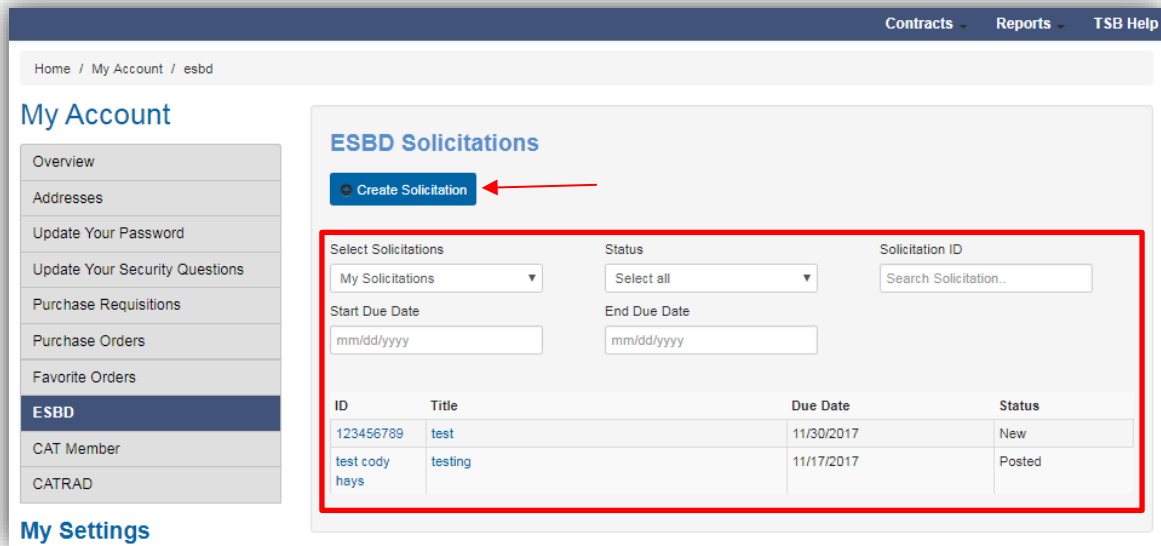 Contracts Reports TSB Help
Home / My Account / esbd
My Account
Overview
Addresses
Update Your Password
Update Your Security Questions
Purchase Requisitions
Purchase Orders
Favorite Orders
ESBD
CAT Member
CATRAD
My Settings
ESBD Solicitations
Create Solicitation
Select Solicitations Status Solicitation ID
My Solicitations Select all Search Solicitation..
Start Due Date End Due Date
mm/dd/yyyy mm/dd/yyyy
ID Title Due Date Status
123456789 test 11/30/2017 New
test cody testing 11/17/2017 Posted
hays